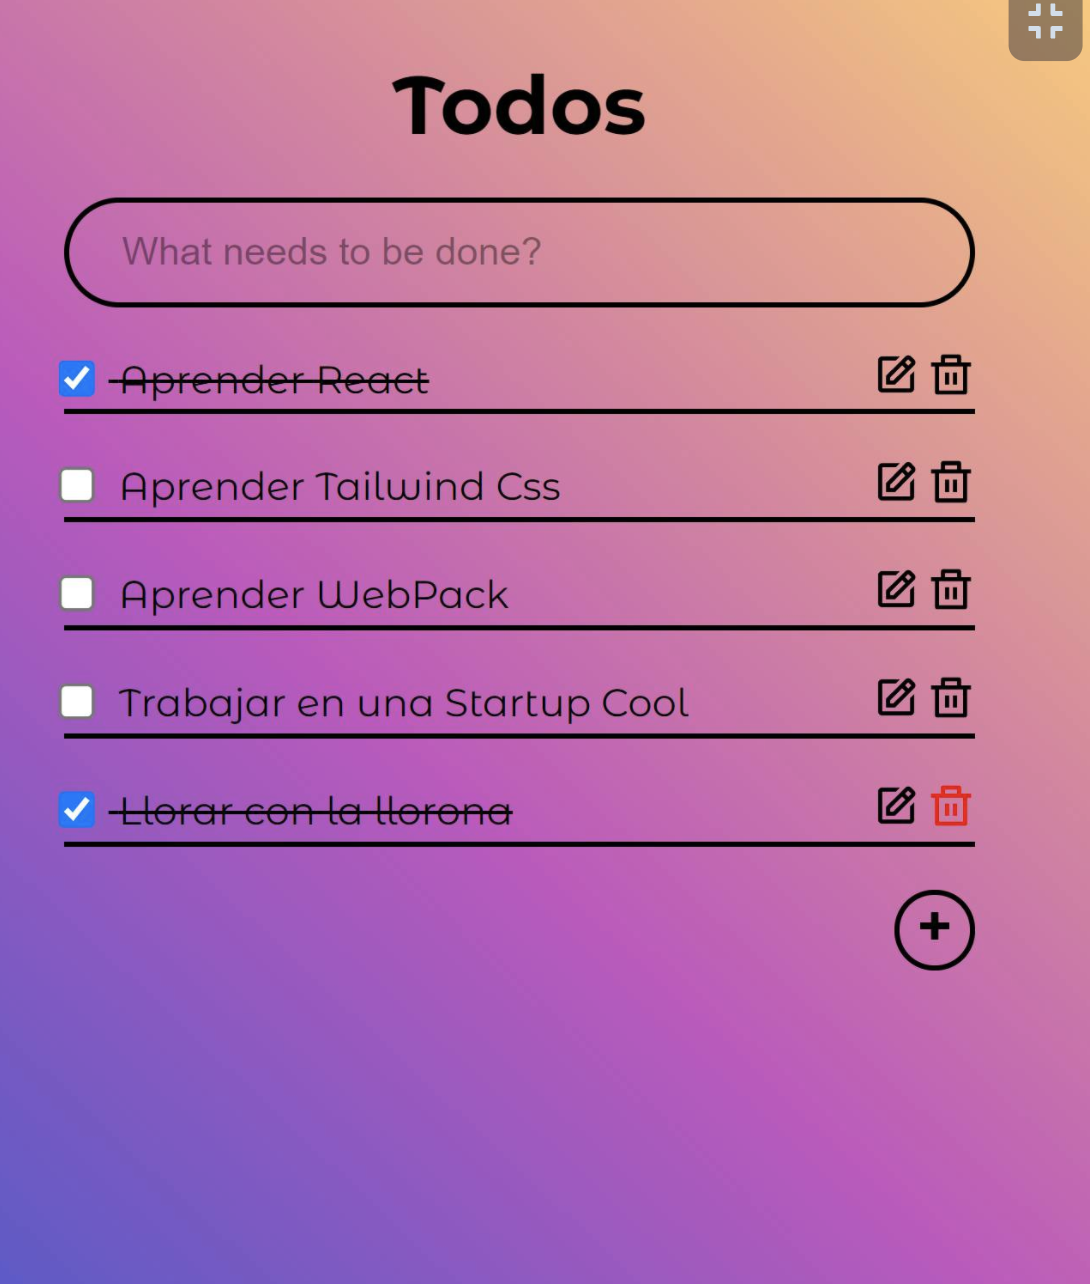 Todos
What needs to be done?
Aprender React
Aprender Tailwind Css
Aprender WebPack
Trabajar en una Startup Cool
Llorar con la llorona
+